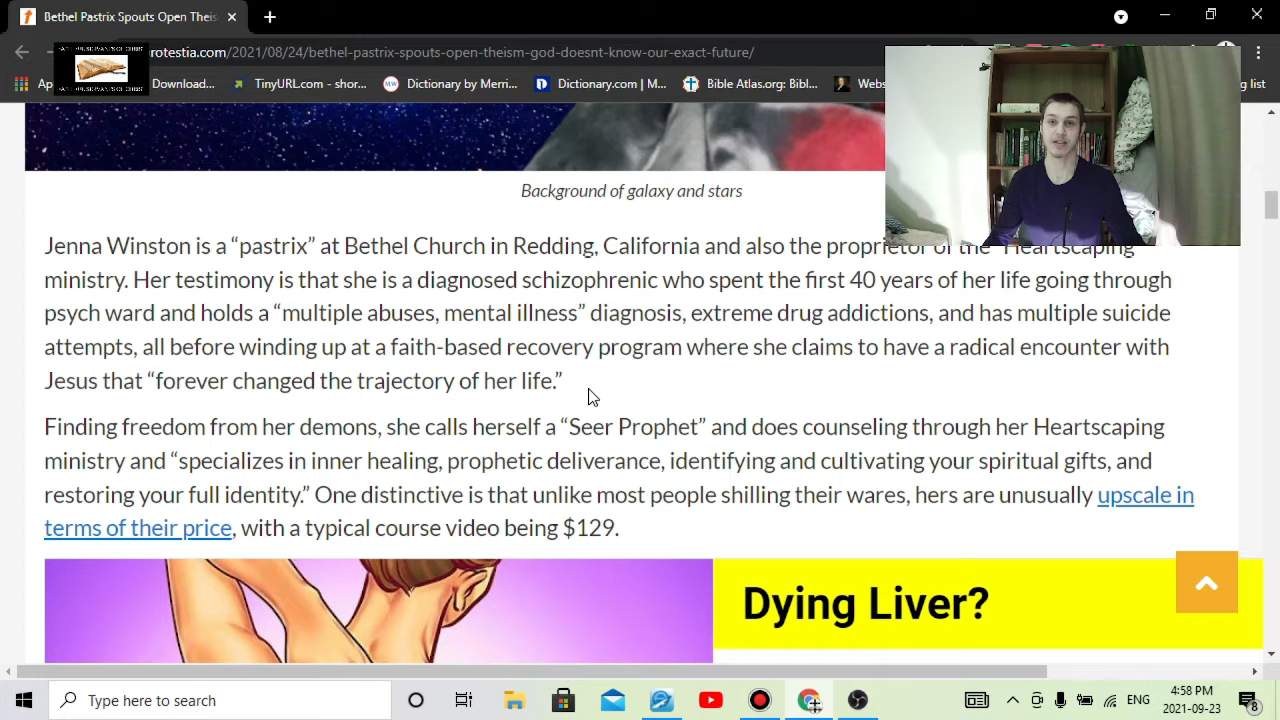 Bethel Pastrix Spouts Open Theis
rotestia.com/2021/08/24/bethel-pastrix-spouts-open-theism-god-doesnt-know-our-exact-future/
Download...
TinyURL.com - shor...
Dictionary by Merri...
Dictionary.com | M...
Bible Atlas.org: Bibl...
Webs
g list
Background of galaxy and stars
Jenna Winston is a “pastrix” at Bethel Church in Redding, California and also the proprietor of the “Heartscaping”
ministry. Her testimony is that she is a diagnosed schizophrenic who spent the first 40 years of her life going through
psych ward and holds a “multiple abuses, mental illness” diagnosis, extreme drug addictions, and has multiple suicide
attempts, all before winding up at a faith-based recovery program where she claims to have a radical encounter with
Jesus that “forever changed the trajectory of her life.”
Finding freedom from her demons, she calls herself a “Seer Prophet” and does counseling through her Heartscaping
ministry and “specializes in inner healing, prophetic deliverance, identifying and cultivating your spiritual gifts, and
restoring your full identity.” One distinctive is that unlike most people shilling their wares, hers are unusually upscale in
terms of their price, with a typical course video being $129.
Dying Liver?
Type here to search
ENG
4:58 PM
2021-09-23
8